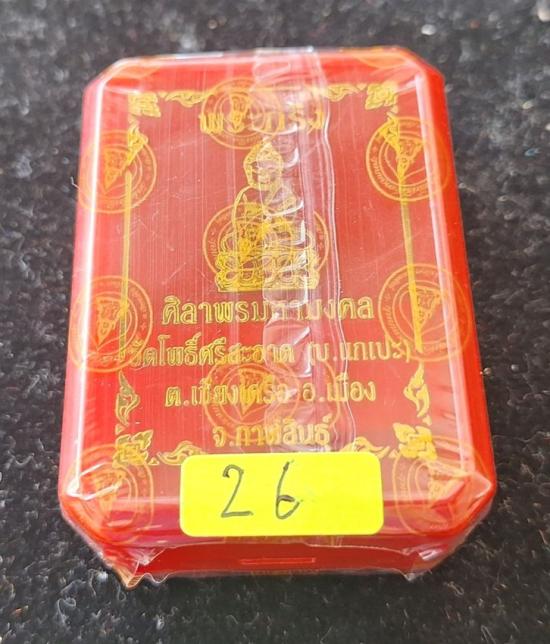 พระกริ่ง
ศิลาพรมหามงคล
วัดโพธิ์ศรีสะอาด (บ.แกเปะ)
ต.เชียงเครือ อ.เมือง
จ.กาฬสินธุ์
26